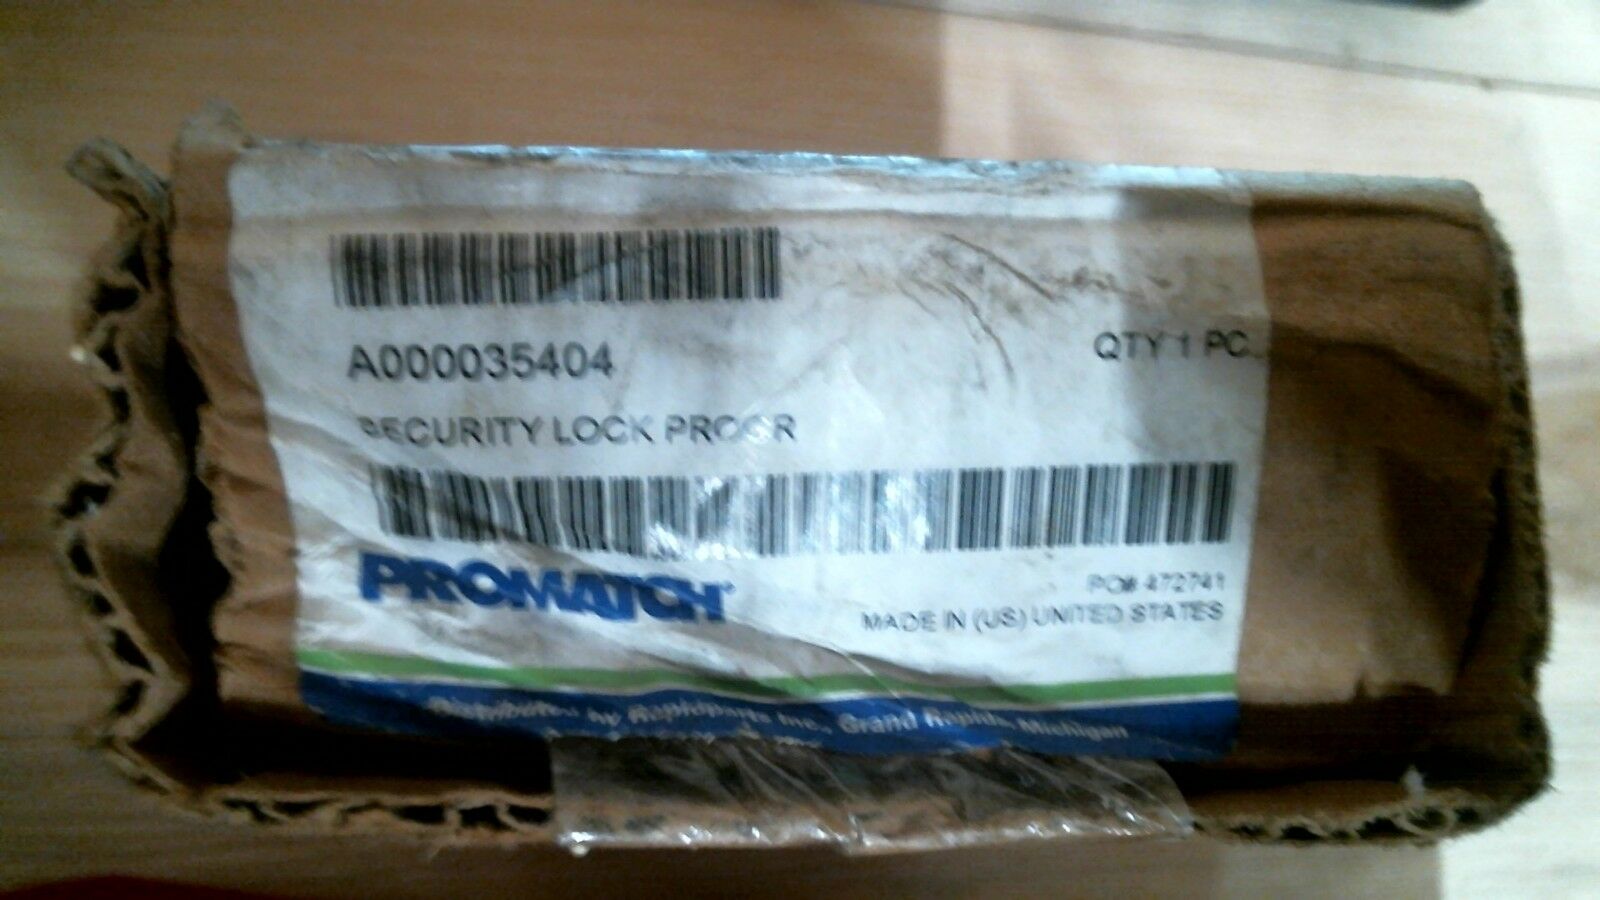 A000035404
QTY 1 PC.
SECURITY LOCK PROGR
PROMATCH
PO# 472741
MADE IN (US) UNITED STATES
Distributed by Rapidparts Inc., Grand Rapids, Michigan